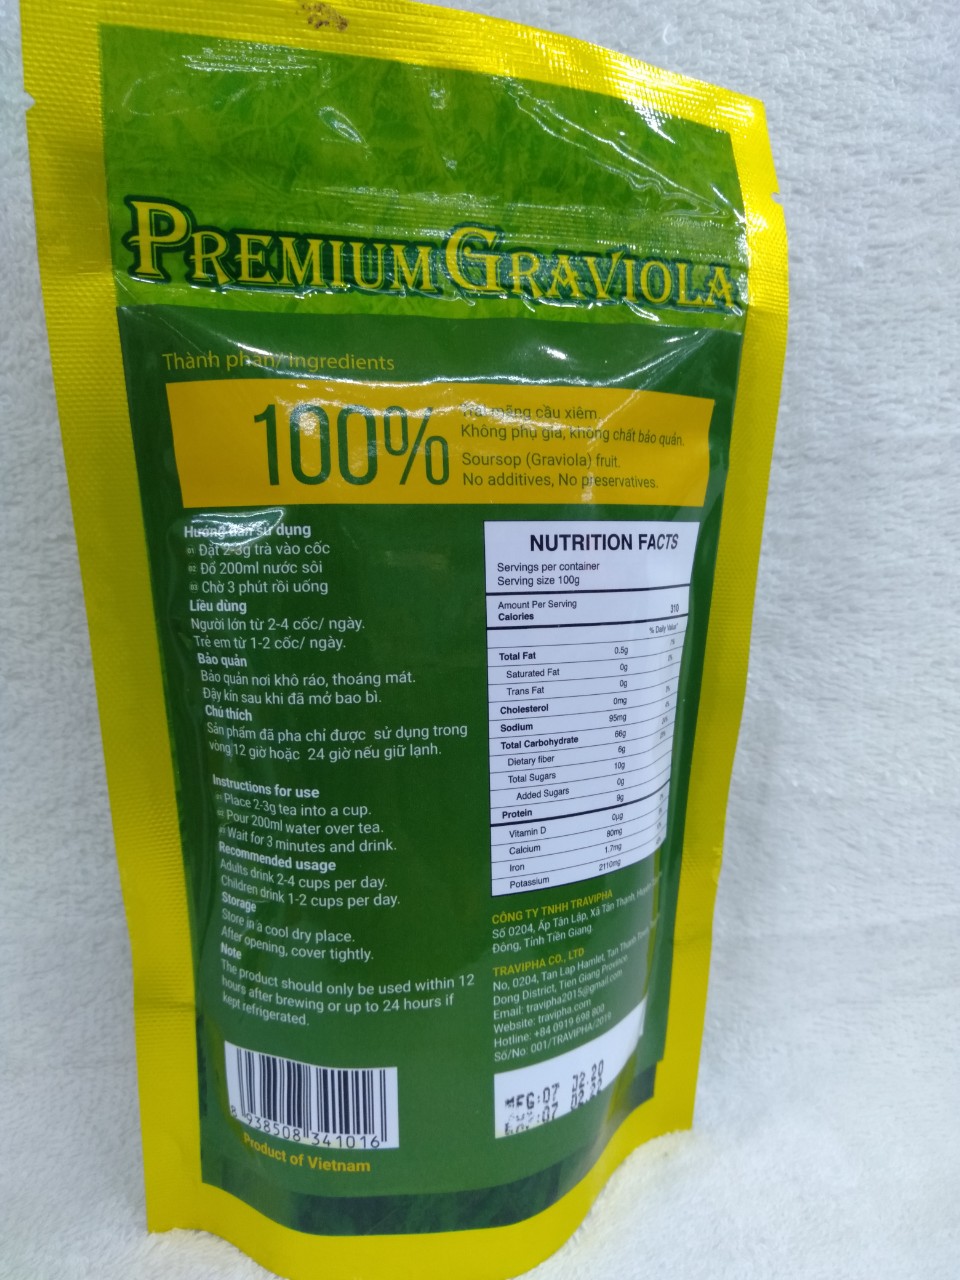 PREMIUM GRAVIOLA
Thành phần/ Ingredients
100%
Trái mãng cầu xiêm.
Không phụ gia, không chất bảo quản.
Soursop (Graviola) fruit.
No additives, No preservatives.
Hướng dẫn sử dụng
01 Đặt 2-3g trà vào cốc
02 Đổ 200ml nước sôi
03 Chờ 3 phút rồi uống
Liều dùng
Người lớn từ 2-4 cốc/ ngày.
Trẻ em từ 1-2 cốc/ ngày.
Bảo quản
Bảo quản nơi khô ráo, thoáng mát.
Đậy kín sau khi đã mở bao bì.
Chú thích
Sản phẩm đã pha chỉ được sử dụng trong
vòng 12 giờ hoặc 24 giờ nếu giữ lạnh.
Instructions for use
Place 2-3g tea into a cup.
Pour 200ml water over tea.
Wait for 3 minutes and drink.
Recommended usage
Adults drink 2-4 cups per day.
Children drink 1-2 cups per day.
Storage
Store in a cool dry place.
After opening, cover tightly.
Note
The product should only be used within 12
hours after brewing or up to 24 hours if
kept refrigerated.
8 938508 341016
Product of Vietnam
NUTRITION FACTS
Servings per container
Serving size 100g
Amount Per Serving
Calories 310
% Daily Value*
Total Fat 0.5g
Saturated Fat 0g
Trans Fat 0g
Cholesterol 0mg
Sodium 95mg
Total Carbohydrate 66g
Dietary fiber 6g
Total Sugars 10g
Added Sugars 0g
Protein 9g
Vitamin D 0µg
Calcium 80mg
Iron 1.7mg
Potassium 2110mg
CÔNG TY TNHH TRAVIPHA
Số 0204, Ấp Tân Lập, Xã Tân Thạnh, Huyện
Đông, Tỉnh Tiền Giang
TRAVIPHA CO., LTD
No, 0204, Tan Lap Hamlet, Tan Thanh
Dong District, Tien Giang Province
Email: travipha2015@gmail.com
Website: travipha.com
Hotline: +84 0919 698 800
Số/No: 001/TRAVIPHA/2019
MFG:07 02.20
:07 02.22